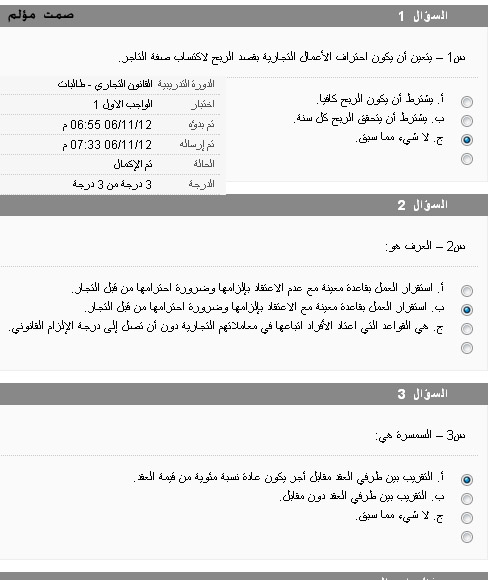 السؤال 1
صمت مؤلم
س1 – يتعين أن يكون احتراف الأعمال التجارية بقصد الربح لاكتساب صفة التاجر.
أ. يشترط أن يكون الربح كافيا.
ب. يشترط أن يتحقق الربح كل سنة.
ج. لا شيء مما سبق.
الدورة التدريبية القانون التجاري - طالبات
اختبار الواجب الاول 1
تم بدؤه 06/11/12 06:55 م
تم إرساله 06/11/12 07:33 م
الحالة تم الإكمال
الدرجة 3 درجة من 3 درجة
السؤال 2
س2 – العرف هو:
أ. استقرار العمل بقاعدة معينة مع عدم الاعتقاد بإلزامها وضرورة احترامها من قبل التجار.
ب. استقرار العمل بقاعدة معينة مع الاعتقاد بإلزامها وضرورة احترامها من قبل التجار.
ج. هي القواعد التي اعتاد الأفراد اتباعها في معاملاتهم التجارية دون أن تصل إلى درجة الإلزام القانوني.
السؤال 3
س3 – السمسرة هي:
أ. التقريب بين طرفي العقد مقابل أجر يكون عادة نسبة مئوية من قيمة العقد.
ب. التقريب بين طرفي العقد دون مقابل.
ج. لا شيء مما سبق.